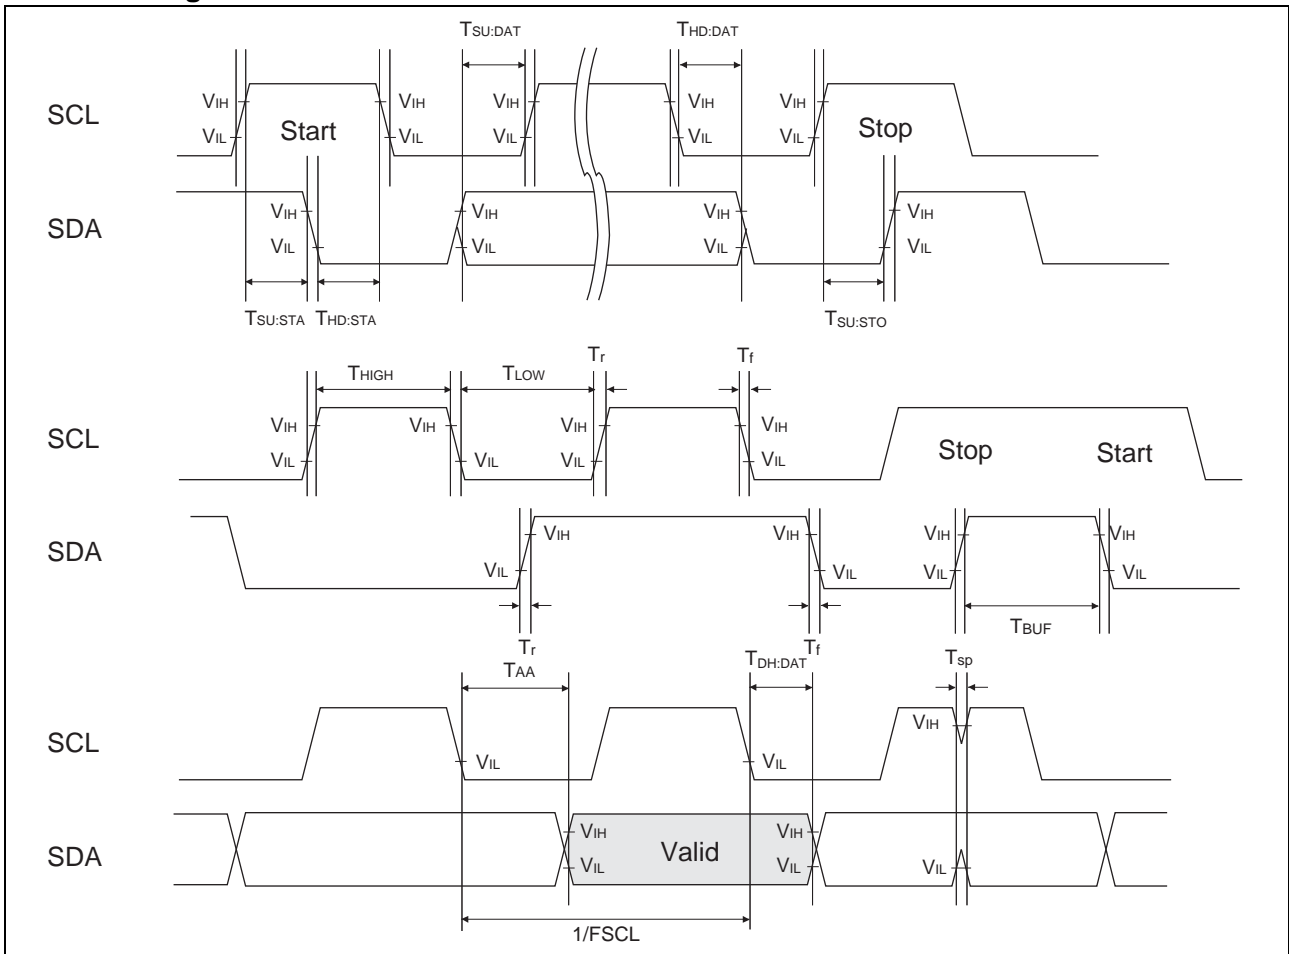 TSU:DAT THD:DAT
SCL VIH VIH VIH VIH VIH
VIL Start VIL VIL VIL VIL Stop
SDA VIH VIH VIH VIH
VIL VIL VIL VIL
TSU:STA THD:STA TSU:STO
THIGH TLOW Tr Tf
SCL VIH VIH VIH VIH
VIL VIL VIL VIL Stop Start
SDA VIH VIH VIH VIH
VIL VIL VIL VIL
Tr Tf TBUF
TAA TDH:DAT Tsp
SCL VIH
VIL VIL
SDA VIH VIH
VIL Valid VIL VIL
1/FSCL